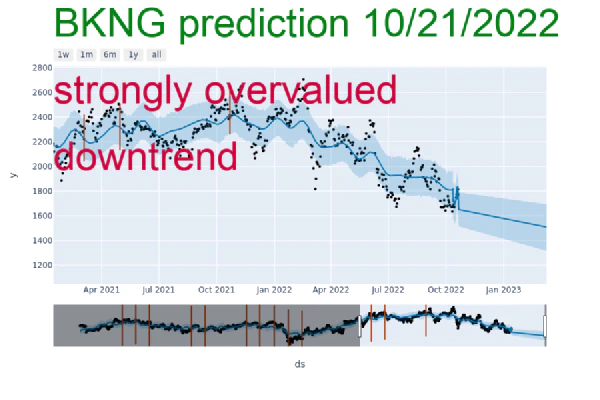 BKNG prediction 10/21/2022
1w 1m 6m 1y all
2800
strongly overvalued
2600
2400
2200
downtrend
2000
1800
1600
1400
1200
y
Apr 2021 Jul 2021 Oct 2021 Jan 2022 Apr 2022 Jul 2022 Oct 2022 Jan 2023
ds